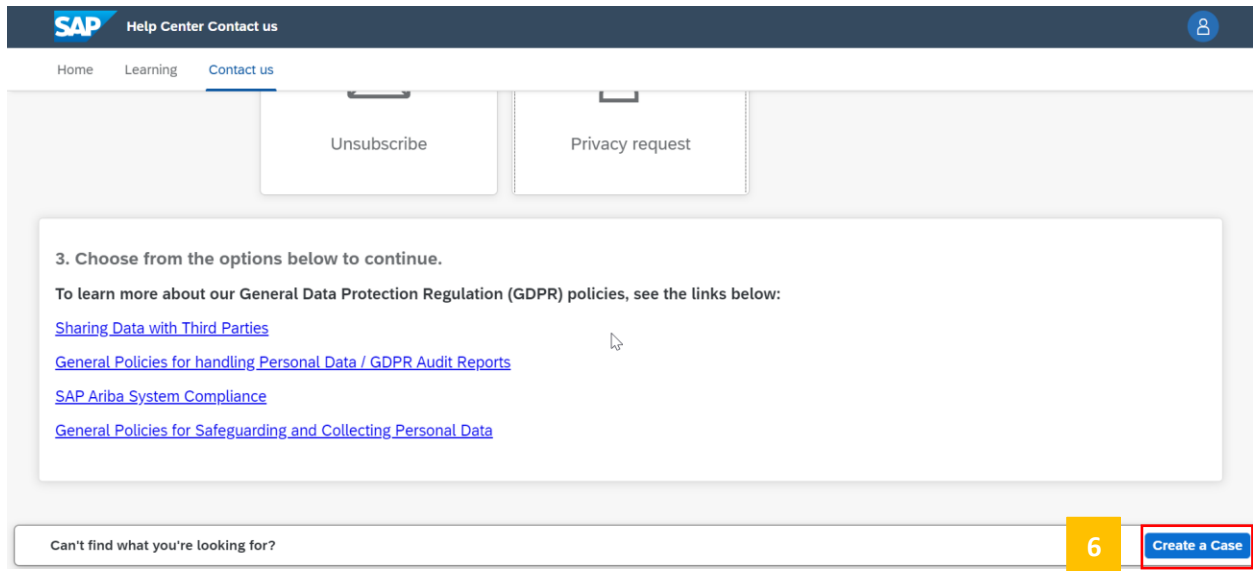 SAP Help Center Contact us
Home Learning Contact us
Unsubscribe Privacy request
3. Choose from the options below to continue.
To learn more about our General Data Protection Regulation (GDPR) policies, see the links below:
Sharing Data with Third Parties
General Policies for handling Personal Data / GDPR Audit Reports
SAP Ariba System Compliance
General Policies for Safeguarding and Collecting Personal Data
Can't find what you're looking for? 6 Create a Case